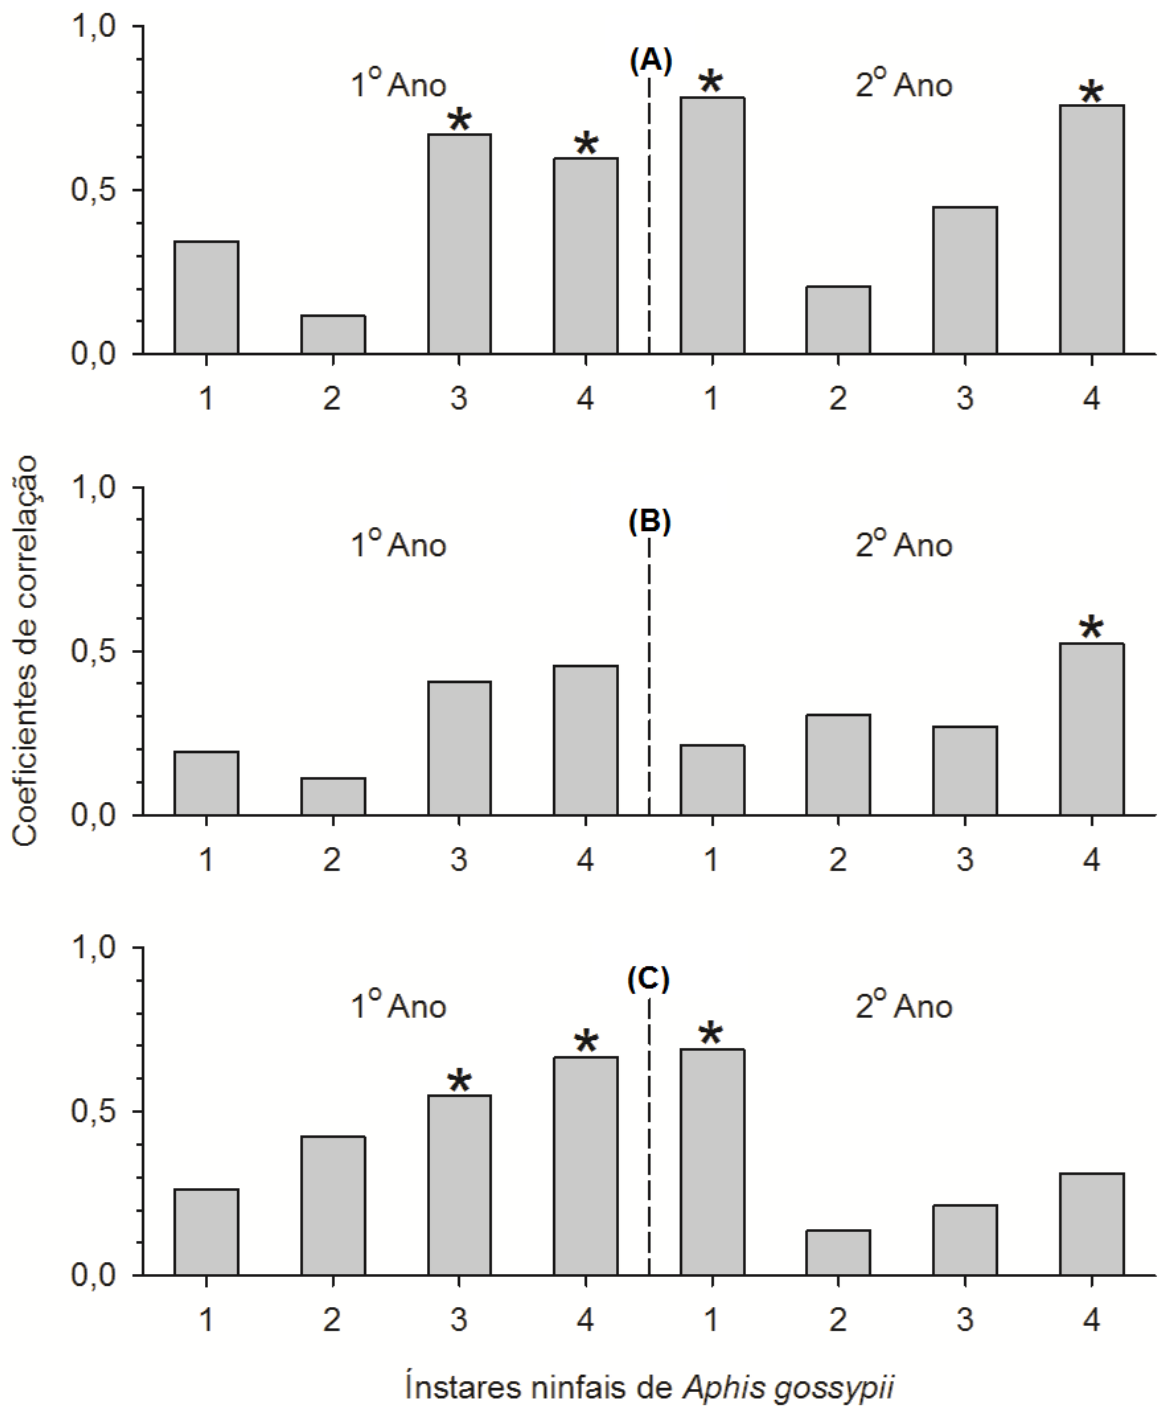 1,0
(A)
1º Ano
2º Ano
* * * *
0,5
0,0
1 2 3 4 1 2 3 4
Coeficientes de correlação
1,0
(B)
1º Ano
2º Ano
*
0,5
0,0
1 2 3 4 1 2 3 4
1,0
(C)
1º Ano
2º Ano
* * *
0,5
0,0
1 2 3 4 1 2 3 4
Ínstares ninfais de Aphis gossypii